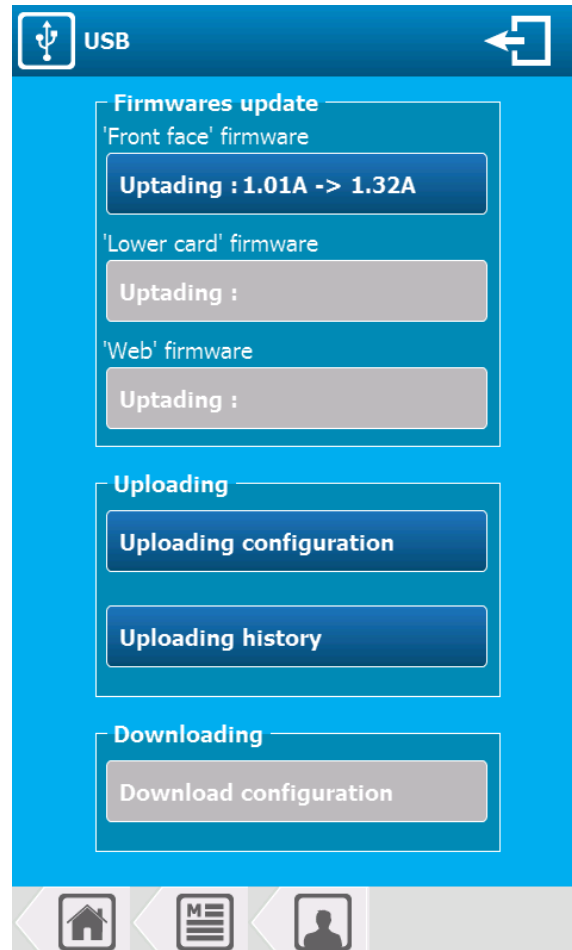 USB
Firmwares update
'Front face' firmware
Uptading : 1.01A -> 1.32A
'Lower card' firmware
Uptading :
'Web' firmware
Uptading :
Uploading
Uploading configuration
Uploading history
Downloading
Download configuration
M